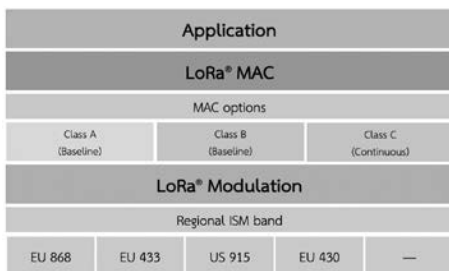 Application
LoRa® MAC
MAC options
Class A
(Baseline)
Class B
(Baseline)
Class C
(Continuous)
LoRa® Modulation
Regional ISM band
EU 868
EU 433
US 915
EU 430
—